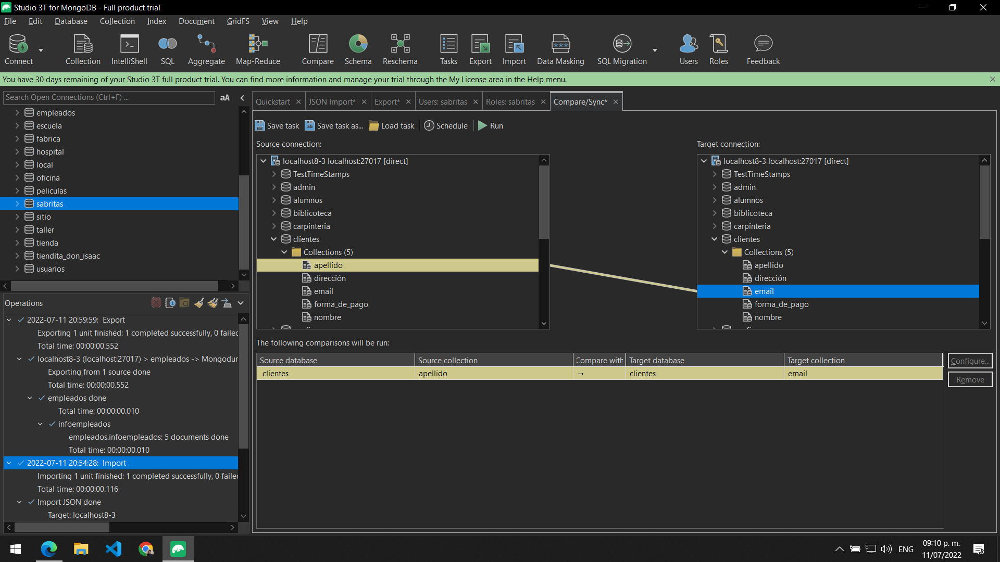 Studio 3T for MongoDB - Full product trial
File Edit Database Collection Index Document GridFS View Help
Connect Collection IntelliShell SQL Aggregate Map-Reduce Compare Schema Reschema Tasks Export Import Data Masking SQL Migration Users Roles Feedback
You have 30 days remaining of your Studio 3T full product trial. You can find more information and manage your trial through the My License area in the Help menu.
Search Open Connections (Ctrl+F) ... aA
empleados
escuela
fabrica
hospital
local
oficina
peliculas
sabritas
sitio
taller
tienda
tiendita_don_isaac
usuarios
Operations
2022-07-11 20:59:59: Export
Exporting 1 unit finished: 1 completed successfully, 0 failed
Total time: 00:00:00.552
localhost8-3 (localhost:27017) > empleados -> Mongodur
Exporting from 1 source done
Total time: 00:00:00.552
empleados done
Total time: 00:00:00.010
infoempleados
empleados.infoempleados: 5 documents done
Total time: 00:00:00.010
2022-07-11 20:54:28: Import
Importing 1 unit finished: 1 completed successfully, 0 failed
Total time: 00:00:00.116
Import JSON done
Target: localhost8-3
Quickstart JSON Import* Export* Users: sabritas Roles: sabritas Compare/Sync*
Save task Save task as... Load task Schedule Run
Source connection:
localhost8-3 localhost:27017 [direct]
TestTimeStamps
admin
alumnos
biblicoteca
carpinteria
clientes
Collections (5)
apellido
dirección
email
forma_de_pago
nombre
Target connection:
localhost8-3 localhost:27017 [direct]
TestTimeStamps
admin
alumnos
biblicoteca
carpinteria
clientes
Collections (5)
apellido
dirección
email
forma_de_pago
nombre
The following comparisons will be run:
Source database Source collection Compare with Target database Target collection
clientes apellido → clientes email
Configure...
Remove
ENG
09:10 p. m.
11/07/2022